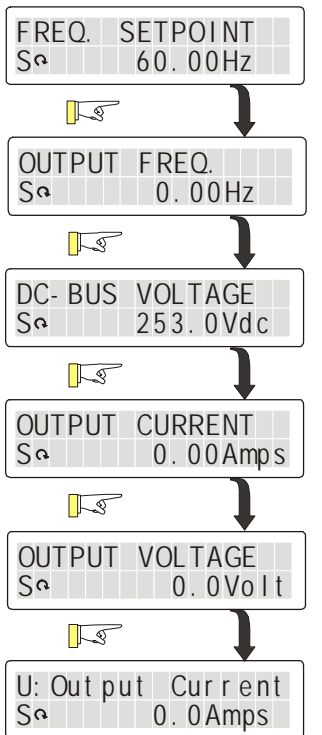 FREQ. SETPOINT
S 60.00Hz
OUTPUT FREQ.
S 0.00Hz
DC-BUS VOLTAGE
S 253.0Vdc
OUTPUT CURRENT
S 0.00Amps
OUTPUT VOLTAGE
S 0.0Volt
U:Output Current
S 0.0Amps